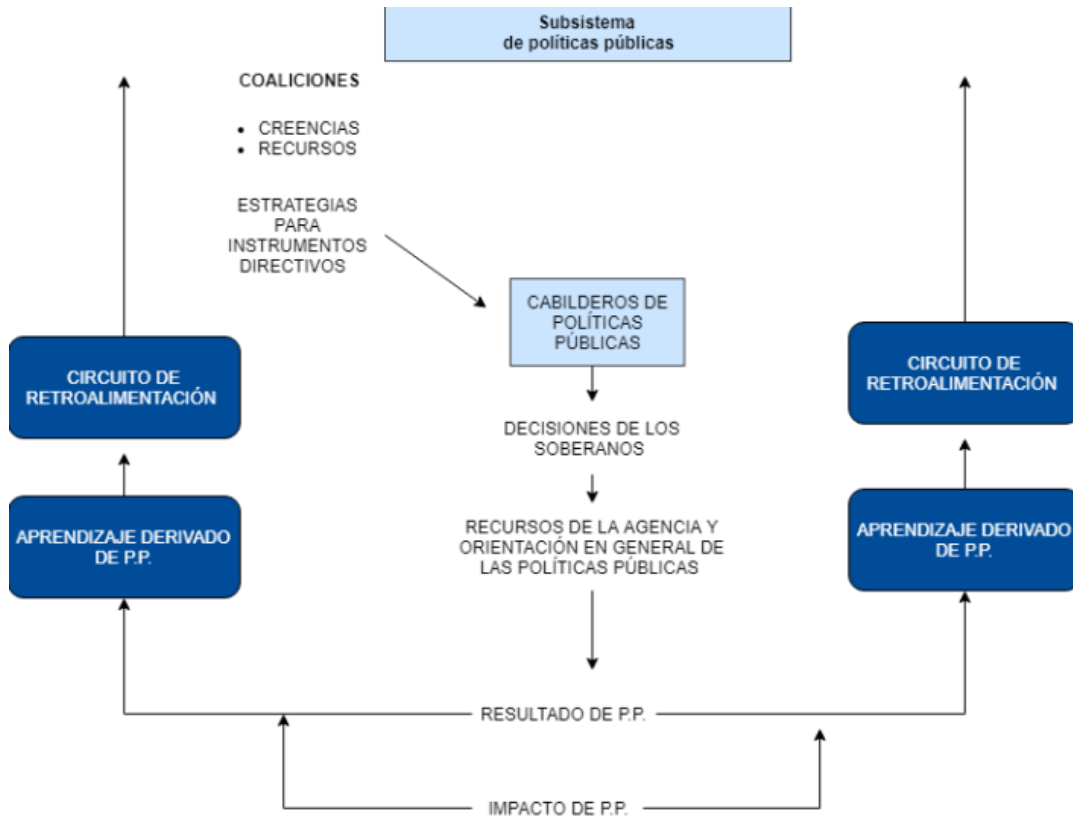 Subsistema
de políticas públicas
COALICIONES
• CREENCIAS
• RECURSOS
ESTRATEGIAS
PARA
INSTRUMENTOS
DIRECTIVOS
CABILDEROS DE
POLÍTICAS
PÚBLICAS
CIRCUITO DE
RETROALIMENTACIÓN
CIRCUITO DE
RETROALIMENTACIÓN
DECISIONES DE LOS
SOBERANOS
APRENDIZAJE DERIVADO
DE P.P.
RECURSOS DE LA AGENCIA Y
ORIENTACIÓN EN GENERAL DE
LAS POLÍTICAS PÚBLICAS
APRENDIZAJE DERIVADO
DE P.P.
RESULTADO DE P.P.
IMPACTO DE P.P.